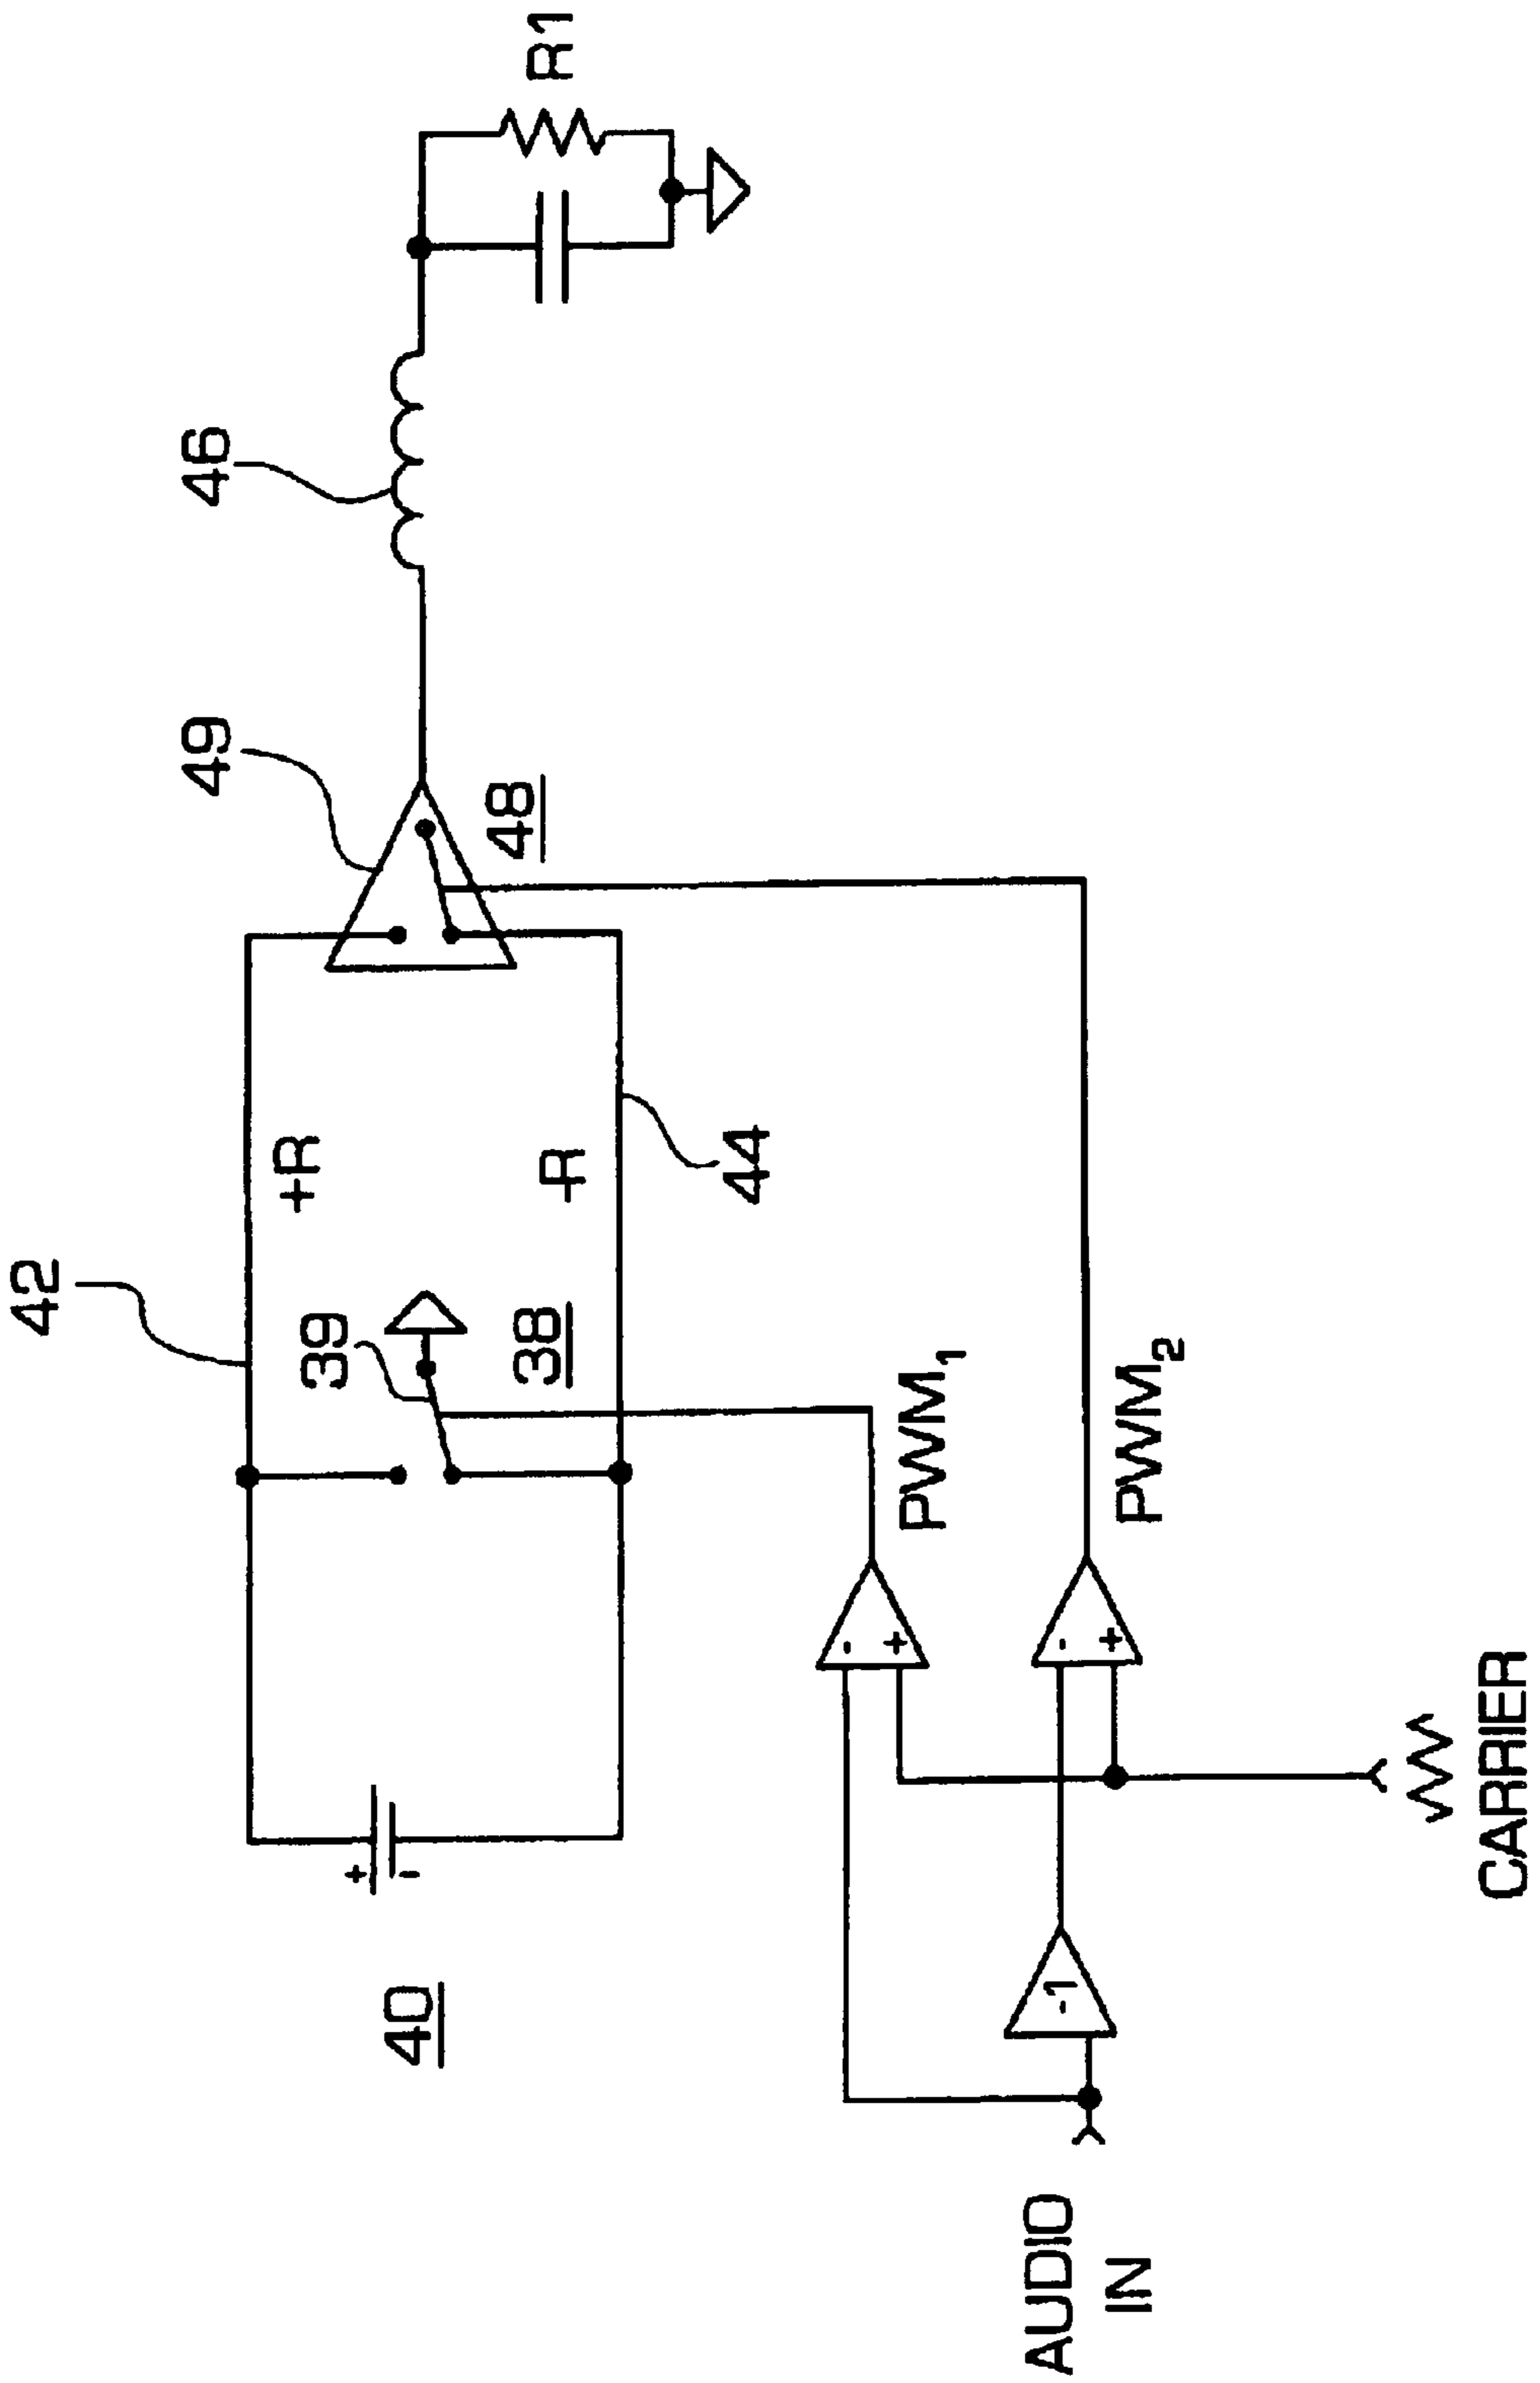 42
49
46
+R
39
+
-
40
38
-R
48
R1
44
-
+
PWM₁
-1
-
+
PWM₂
AUDIO
IN
CARRIER